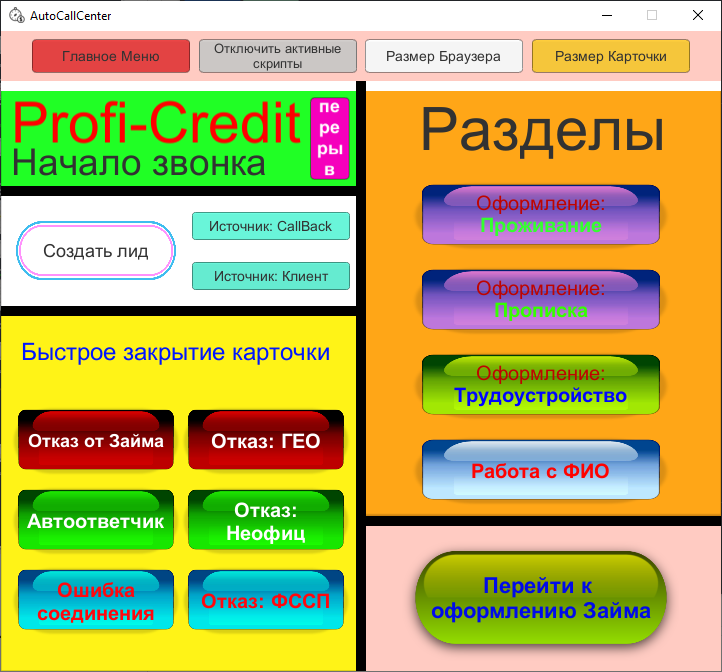 AutoCallCenter
Главное Меню
Отключить активные
скрипты
Размер Браузера
Размер Карточки
Profi-Credit
Начало звонка
пе
ре
ры
в
Создать лид
Источник: CallBack
Источник: Клиент
Быстрое закрытие карточки
Отказ от Займа
Отказ: ГЕО
Автоответчик
Отказ:
Неофиц
Ошибка
соединения
Отказ: ФССП
Разделы
Оформление:
Проживание
Оформление:
Прописка
Оформление:
Трудоустройство
Работа с ФИО
Перейти к
оформлению Займа